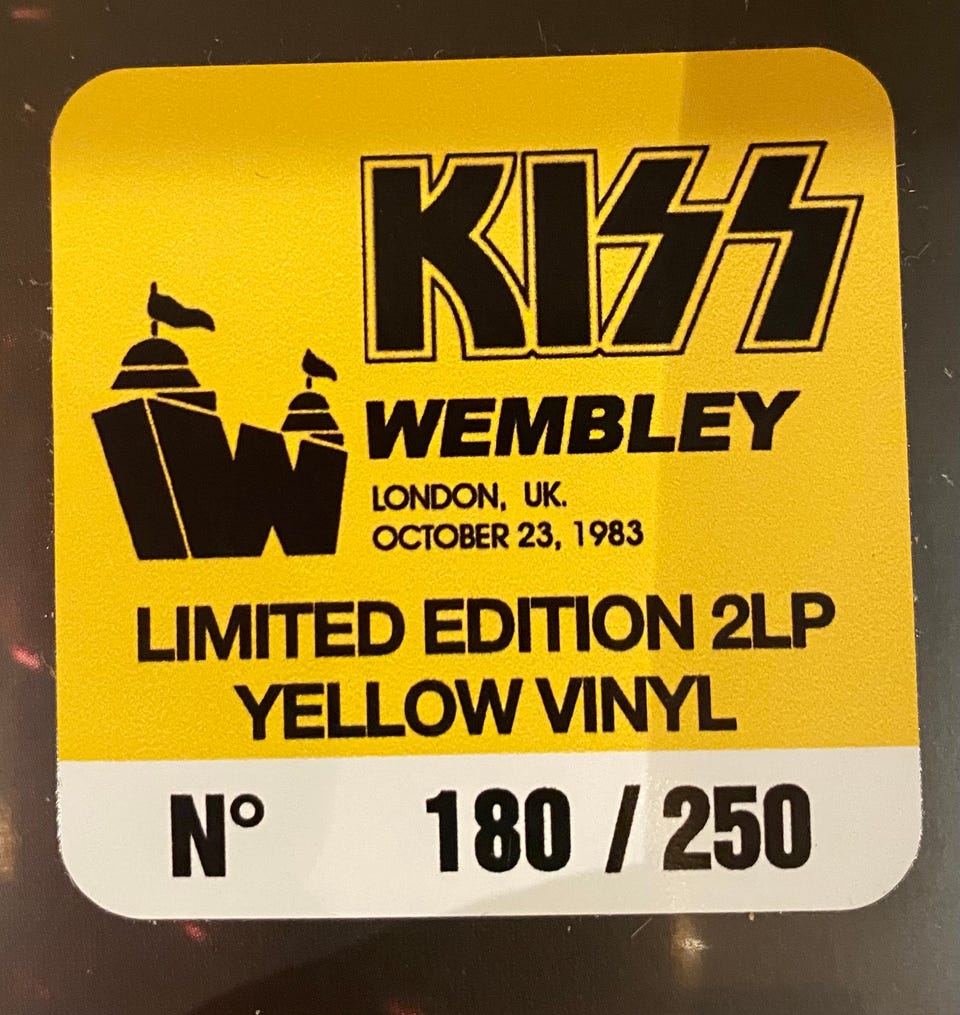 KISS
WEMBLEY
LONDON, UK.
OCTOBER 23, 1983
LIMITED EDITION 2LP
YELLOW VINYL
N° 180 / 250